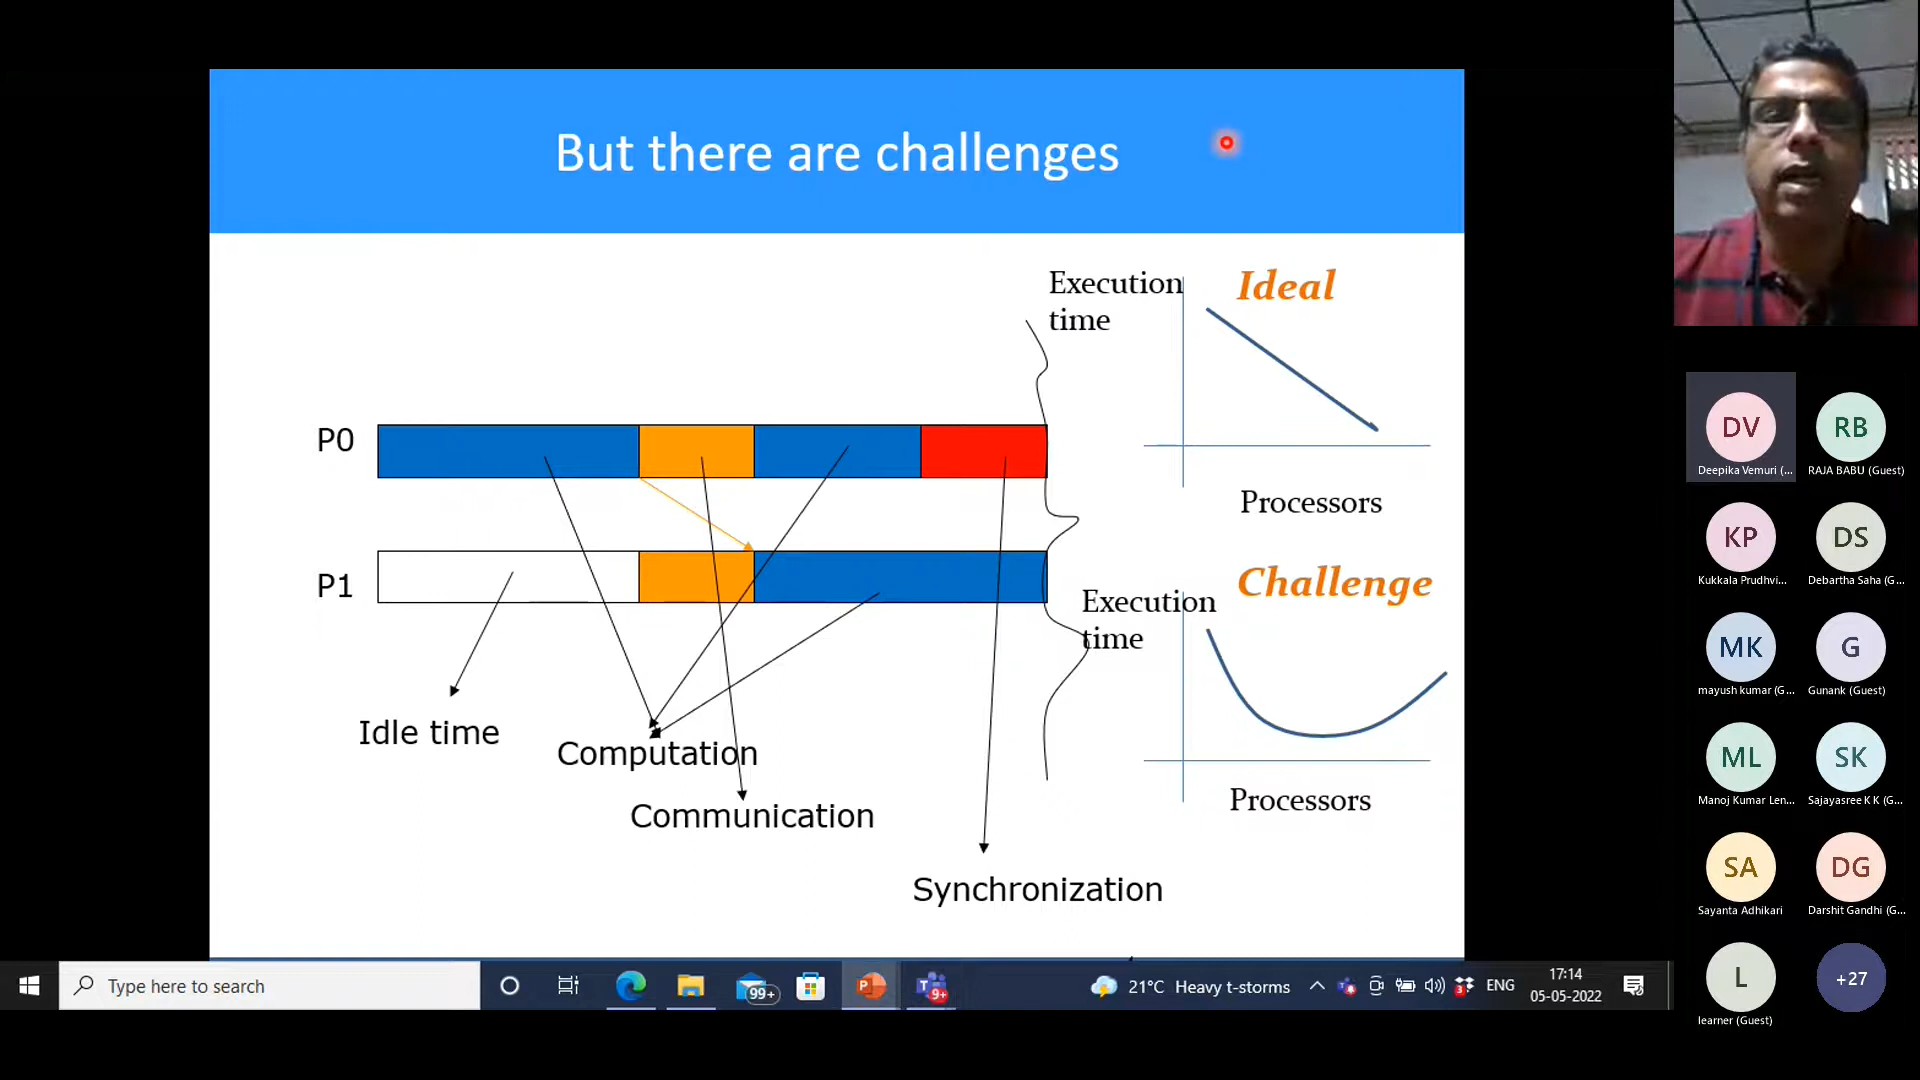 But there are challenges
Execution
time
Ideal
P0
Processors
P1
Challenge
Execution
time
Idle time
Computation
Communication
Processors
Synchronization
DV
Deepika Vemuri (...
RB
RAJA BABU (Guest)
KP
Kukkala Prudhvi...
DS
Debartha Saha (G...
MK
mayush kumar (G...
G
Gunank (Guest)
ML
Manoj Kumar Len...
SK
Sajayasree K K (G...
SA
Sayanta Adhikari
DG
Darshit Gandhi (G...
L
learner (Guest)
+27
Type here to search
99+
P
T
9+
21°C Heavy t-storms
3
ENG
17:14
05-05-2022